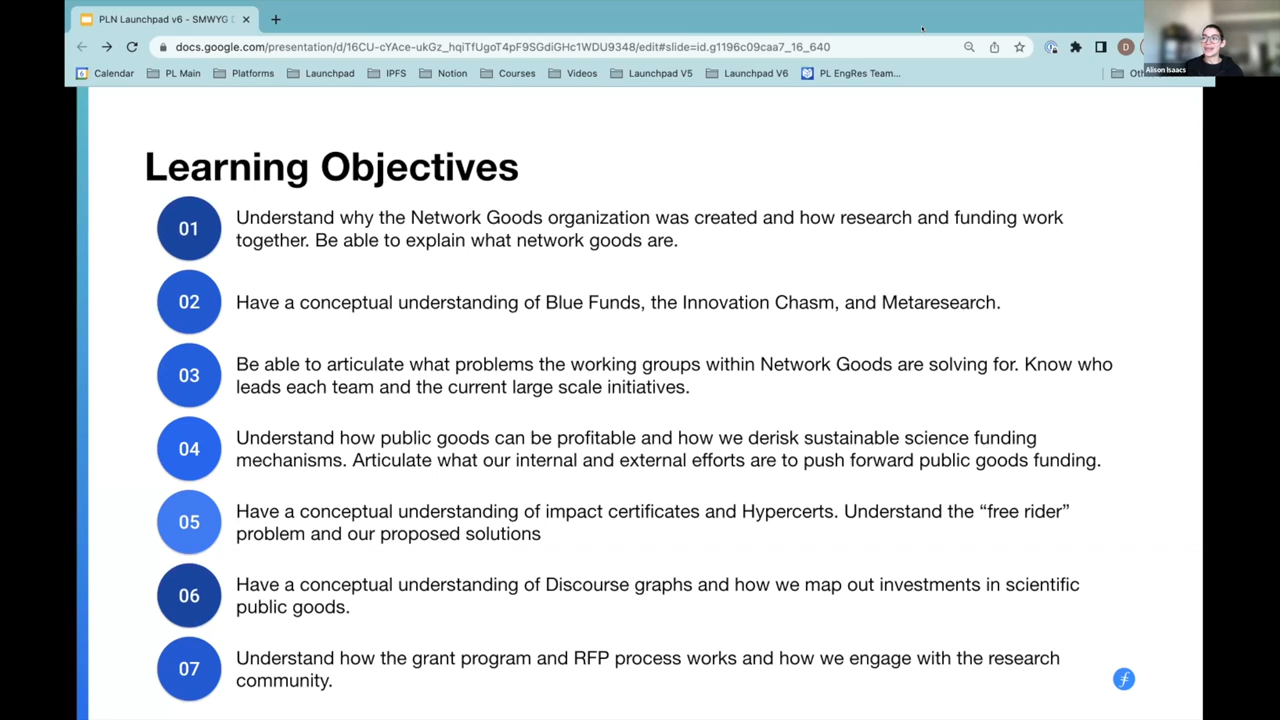 PLN Launchpad v6 - SMWYG
docs.google.com/presentation/d/16CU-cYAce-ukGz_hqiTfUgoT4pF9SGdiGHc1WDU9348/edit#slide=id.g1196c09caa7_16_640
D
Alison Isaacs
6 Calendar PL Main Platforms Launchpad IPFS Notion Courses Videos Launchpad V5 Launchpad V6 PL EngRes Team...
Learning Objectives
01
Understand why the Network Goods organization was created and how research and funding work
together. Be able to explain what network goods are.
02
Have a conceptual understanding of Blue Funds, the Innovation Chasm, and Metaresearch.
03
Be able to articulate what problems the working groups within Network Goods are solving for. Know who
leads each team and the current large scale initiatives.
04
Understand how public goods can be profitable and how we derisk sustainable science funding
mechanisms. Articulate what our internal and external efforts are to push forward public goods funding.
05
Have a conceptual understanding of impact certificates and Hypercerts. Understand the “free rider”
problem and our proposed solutions
06
Have a conceptual understanding of Discourse graphs and how we map out investments in scientific
public goods.
07
Understand how the grant program and RFP process works and how we engage with the research
community.